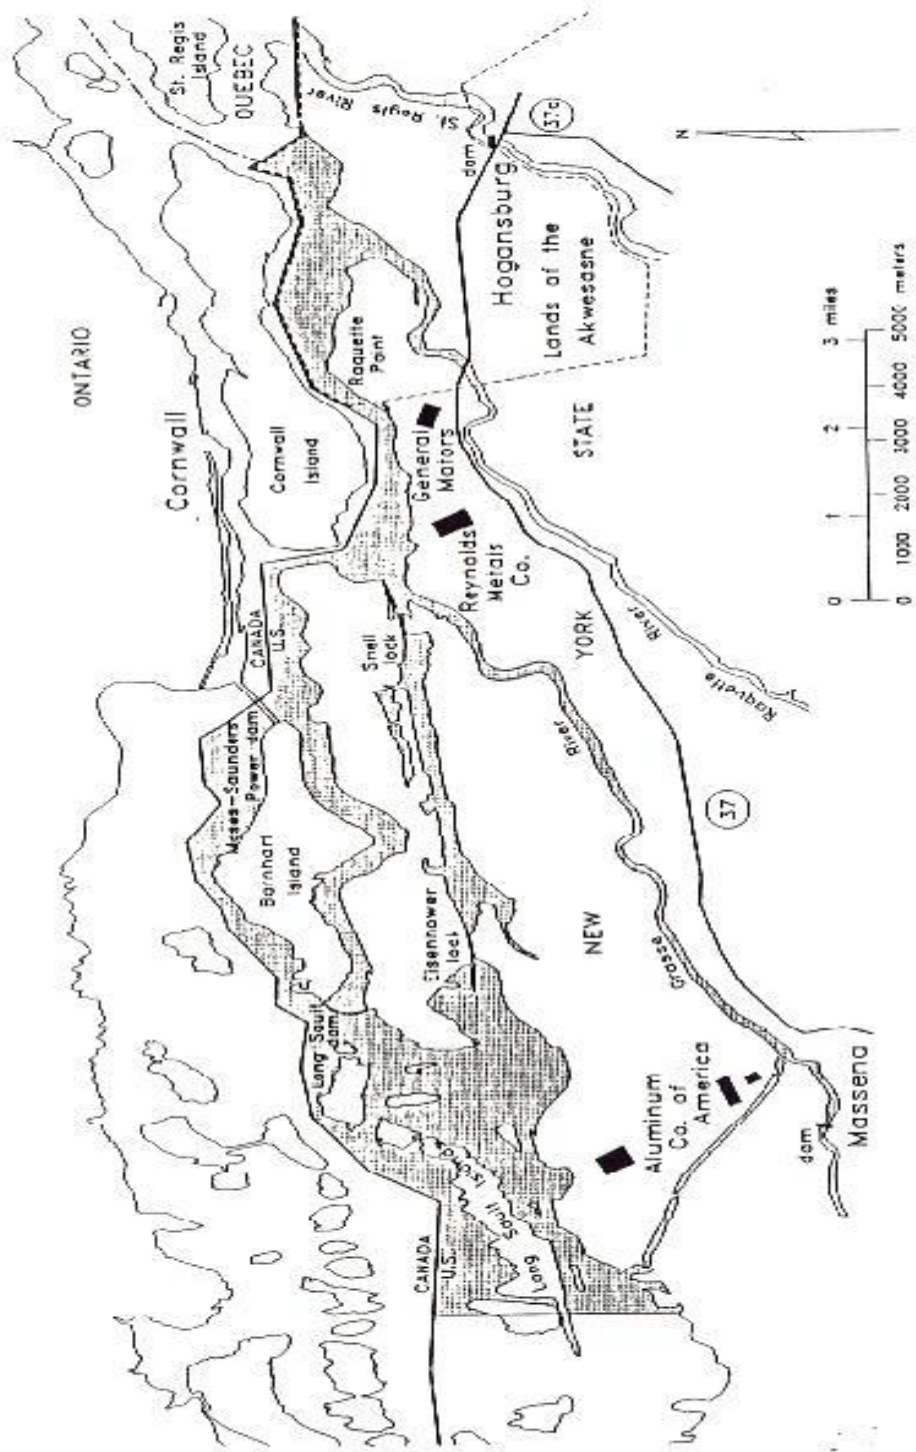 ONTARIO
QUEBEC
St. Regis
Island
Cornwall
Cornwall
Island
CANADA
U.S.
Moses-Saunders
Power dam
Barnhart
Island
Long Sault
dam
CANADA
U.S.
Long Sault Island
Eisenhower
lock
Snell
lock
Raquette
Point
General
Motors
Reynolds
Metals
Co.
St. Regis River
dam
37c
Hogansburg
Lands of the
Akwesasne
NEW YORK STATE
Raquette River
Grasse River
37
Aluminum
Co. of
America
dam
Massena
N
0 1 2 3 miles
0 1000 2000 3000 4000 5000 meters